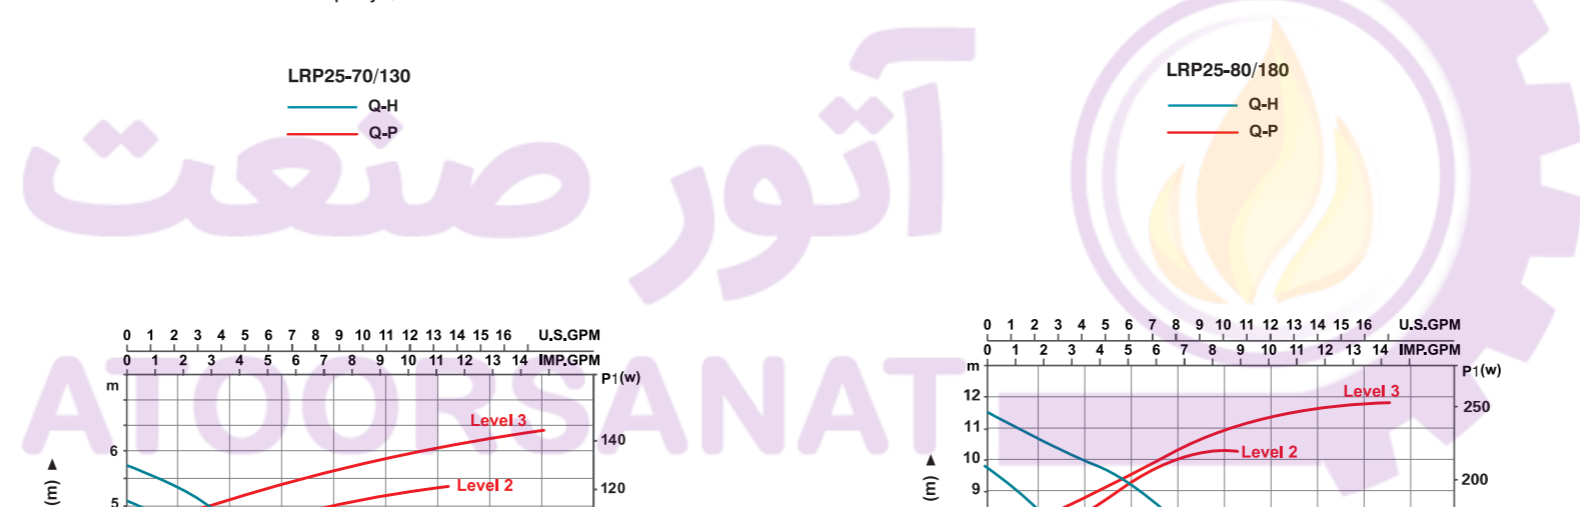 LRP25-70/130
Q-H
Q-P
LRP25-80/180
Q-H
Q-P
آتور صنعت
ATOORSANAT
0 1 2 3 4 5 6 7 8 9 10 11 12 13 14 15 16 U.S.GPM
0 1 2 3 4 5 6 7 8 9 10 11 12 13 14 IMP.GPM
m
P1(w)
Level 3
140
6
Level 2
120
(m)
5
0 1 2 3 4 5 6 7 8 9 10 11 12 13 14 15 16 U.S.GPM
0 1 2 3 4 5 6 7 8 9 10 11 12 13 14 IMP.GPM
m
P1(w)
Level 3
12
250
11
Level 2
10
200
9
(m)